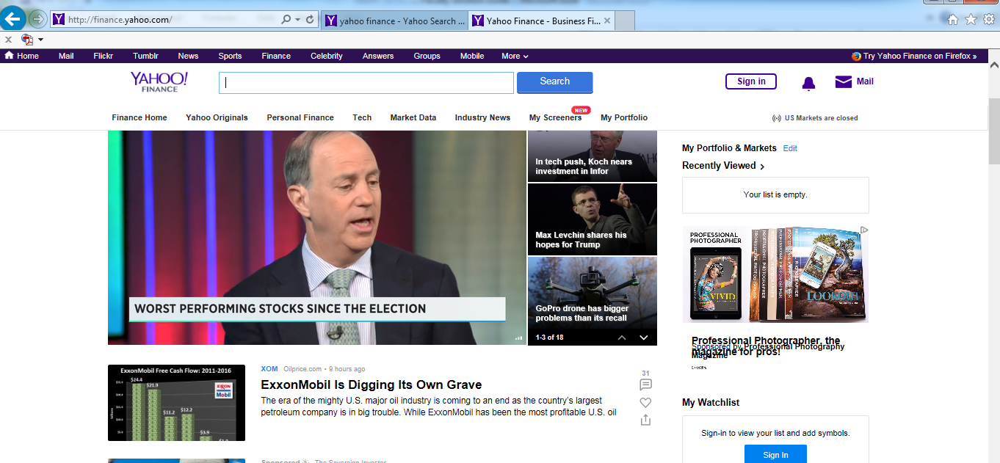 http://finance.yahoo.com/
yahoo finance - Yahoo Search ...
Yahoo Finance - Business Fi...
Home Mail Flickr Tumblr News Sports Finance Celebrity Answers Groups Mobile More
Try Yahoo Finance on Firefox »
YAHOO!
FINANCE
Search
Sign in
Mail
Finance Home Yahoo Originals Personal Finance Tech Market Data Industry News My Screeners NEW My Portfolio
US Markets are closed
WORST PERFORMING STOCKS SINCE THE ELECTION
In tech push, Koch nears
investment in Infor
Max Levchin shares his
hopes for Trump
GoPro drone has bigger
problems than its recall
1-3 of 18
My Portfolio & Markets Edit
Recently Viewed
Your list is empty.
PROFESSIONAL
PHOTOGRAPHER
VIVID
PROFESSIONAL PHOTOGRAPHER
LOOKOUT
Professional Photographer, the
magazine for pros!
Sponsored by Professional Photography
Magazine
My Watchlist
Sign-in to view your list and add symbols.
Sign In
ExxonMobil Free Cash Flow: 2011-2016
EXXON
Mobil
$24.4
$21.9
$11.2
$12.2
$3.9
XOM Oilprice.com • 9 hours ago
ExxonMobil Is Digging Its Own Grave
The era of the mighty U.S. major oil industry is coming to an end as the country's largest
petroleum company is in big trouble. While ExxonMobil has been the most profitable U.S. oil
31
Sponsored
The Sovereign Investor